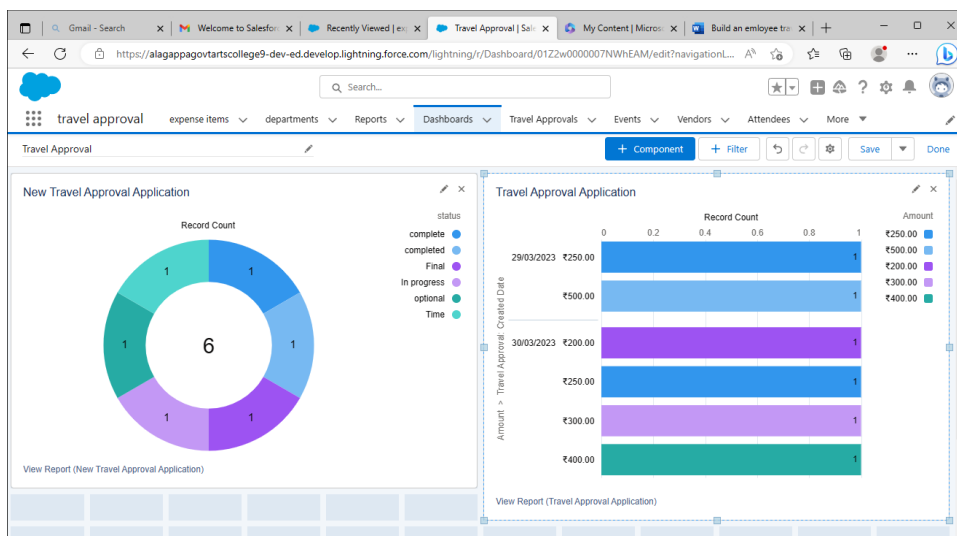 Gmail - Search
Welcome to Salesfor
Recently Viewed | exp
Travel Approval | Sale
My Content | Microso
Build an emloyee tra
https://alagappagovtartscollege9-dev-ed.develop.lightning.force.com/lightning/r/Dashboard/01Z2w0000007NWhEAM/edit?navigationL...
Search...
travel approval
expense items
departments
Reports
Dashboards
Travel Approvals
Events
Vendors
Attendees
More
Travel Approval
+ Component
+ Filter
Save
Done
New Travel Approval Application
Record Count
status
complete
completed
Final
In progress
optional
Time
1
1
1
1
1
1
6
View Report (New Travel Approval Application)
Travel Approval Application
Record Count
0 0.2 0.4 0.6 0.8 1
Amount > Travel Approval: Created Date
29/03/2023 ₹250.00 1
₹500.00 1
30/03/2023 ₹200.00 1
₹250.00 1
₹300.00 1
₹400.00 1
Amount
₹250.00
₹500.00
₹200.00
₹300.00
₹400.00
View Report (Travel Approval Application)